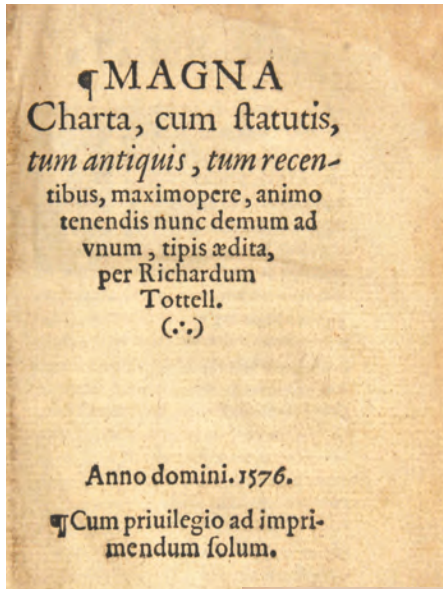 ¶MAGNA
Charta, cum ſtatutis,
tum antiquis, tum recen-
tibus, maximopere, animo
tenendis nunc demum ad
vnum, tipis ædita,
per Richardum
Tottell.
(∴)
Anno domini. 1576.
¶Cum priuilegio ad impri-
mendum ſolum.